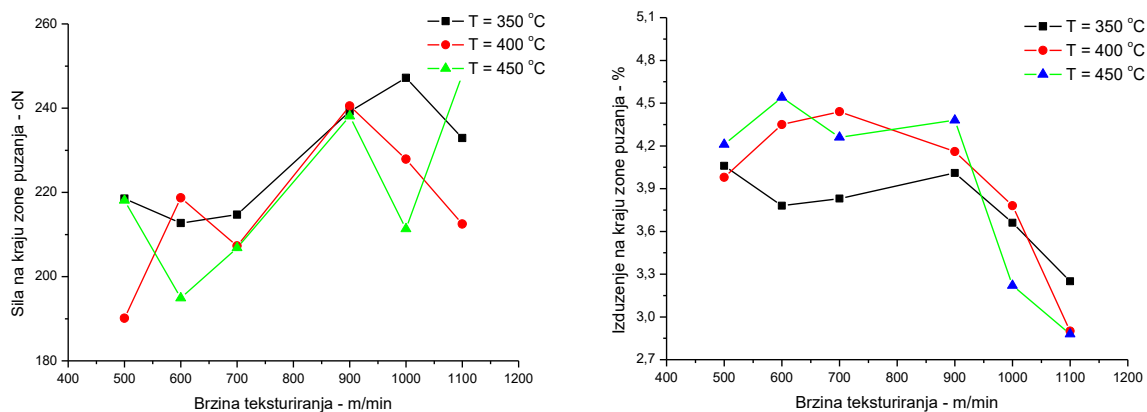 260
240
220
200
180
400 500 600 700 800 900 1000 1100 1200
Sila na kraju zone puzanja - cN
Brzina teksturiranja - m/min
T = 350 °C
T = 400 °C
T = 450 °C
5,1
4,8
4,5
4,2
3,9
3,6
3,3
3,0
2,7
400 500 600 700 800 900 1000 1100 1200
Izduzenje na kraju zone puzanja - %
Brzina teksturiranja - m/min
T = 350 °C
T = 400 °C
T = 450 °C